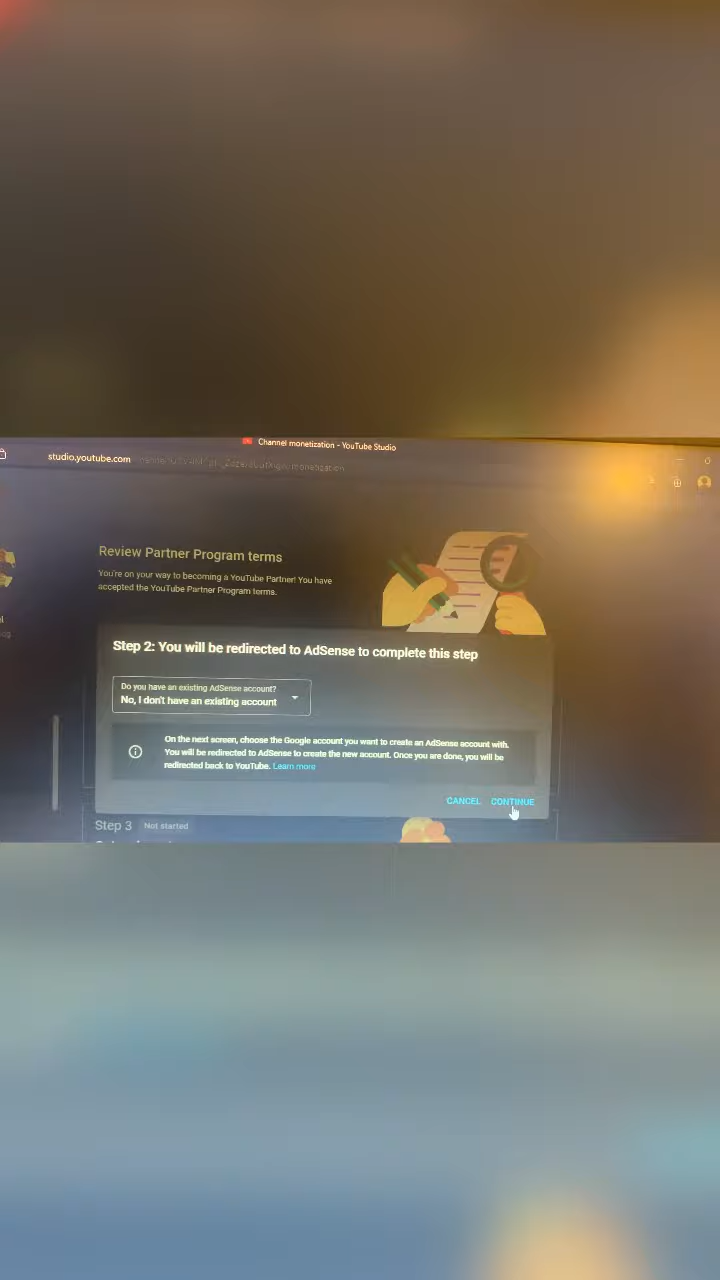 Channel monetization - YouTube Studio
studio.youtube.com
Review Partner Program terms
You're on your way to becoming a YouTube Partner! You have
accepted the YouTube Partner Program terms.
Step 2: You will be redirected to AdSense to complete this step
Do you have an existing AdSense account?
No, I don't have an existing account
On the next screen, choose the Google account you want to create an AdSense account with.
You will be redirected to AdSense to create the new account. Once you are done, you will be
redirected back to YouTube. Learn more
CANCEL CONTINUE
Step 3 Not started